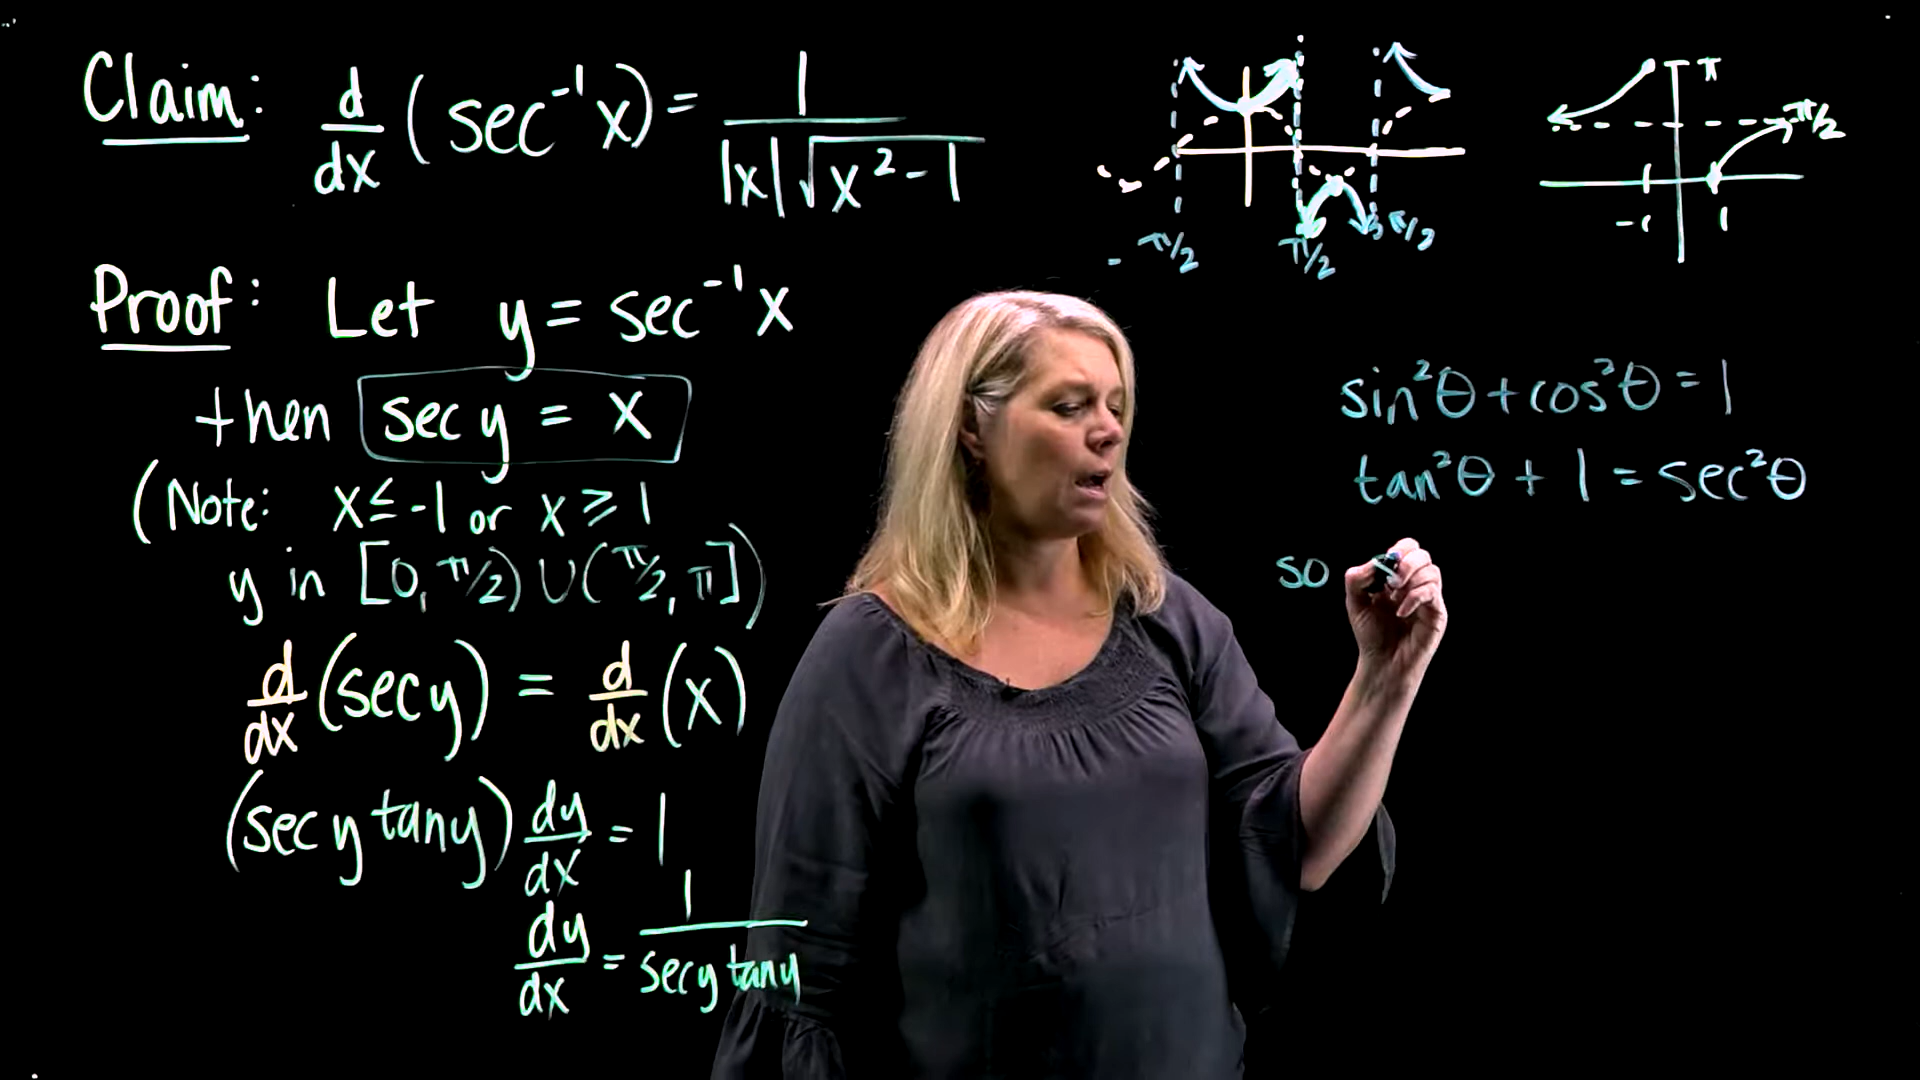 Claim: d/dx (sec⁻¹x) = 1/(|x|√(x²-1))
Proof: Let y = sec⁻¹x
then sec y = x
(Note: x ≤ -1 or x ≥ 1
y in [0, π/2) ∪ (π/2, π])
d/dx (sec y) = d/dx (x)
(sec y tan y) dy/dx = 1
dy/dx = 1/(sec y tan y)
-π/2 π/2 3π/2
π
π/2
-1 1
sin²θ + cos²θ = 1
tan²θ + 1 = sec²θ
so